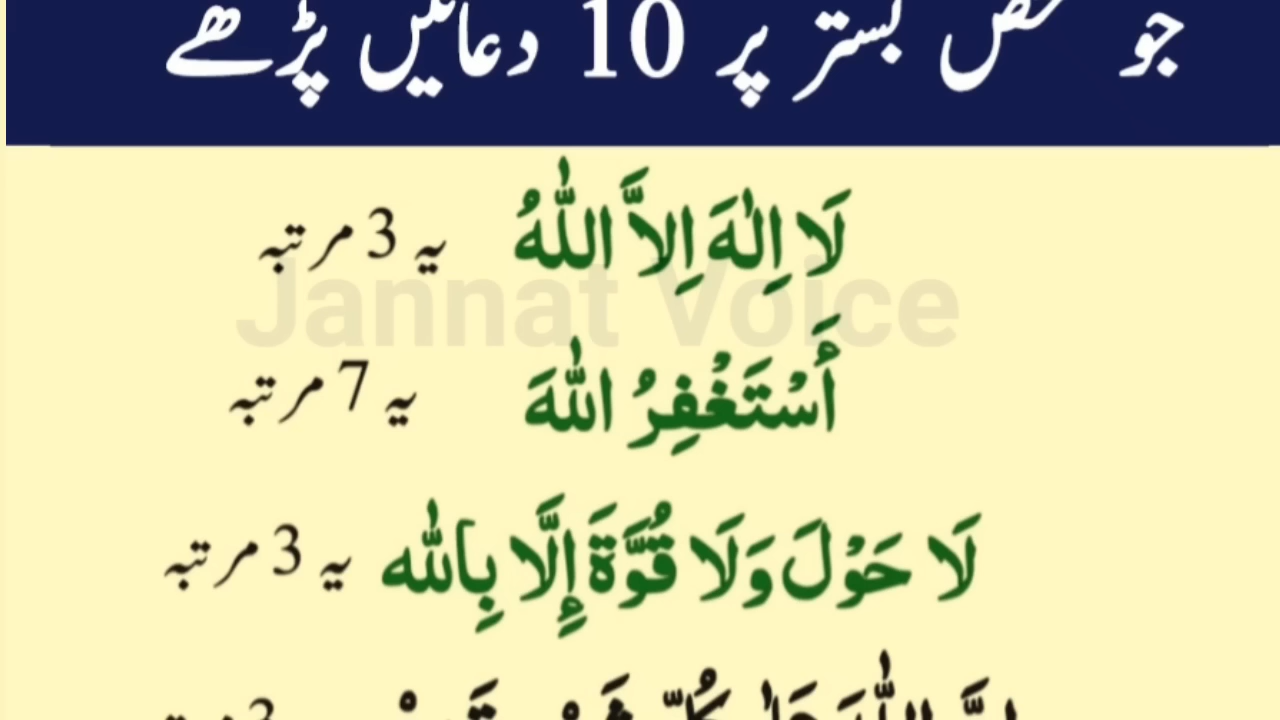 جو شخص بستر پر 10 دعائیں پڑھے
لَا اِلٰهَ اِلاَّ اللّٰهُ یہ 3 مرتبہ
Jannat Voice
أَسْتَغْفِرُ اللّٰهَ یہ 7 مرتبہ
لَا حَوْلَ وَلَا قُوَّةَ إِلَّا بِاللّٰه یہ 3 مرتبہ